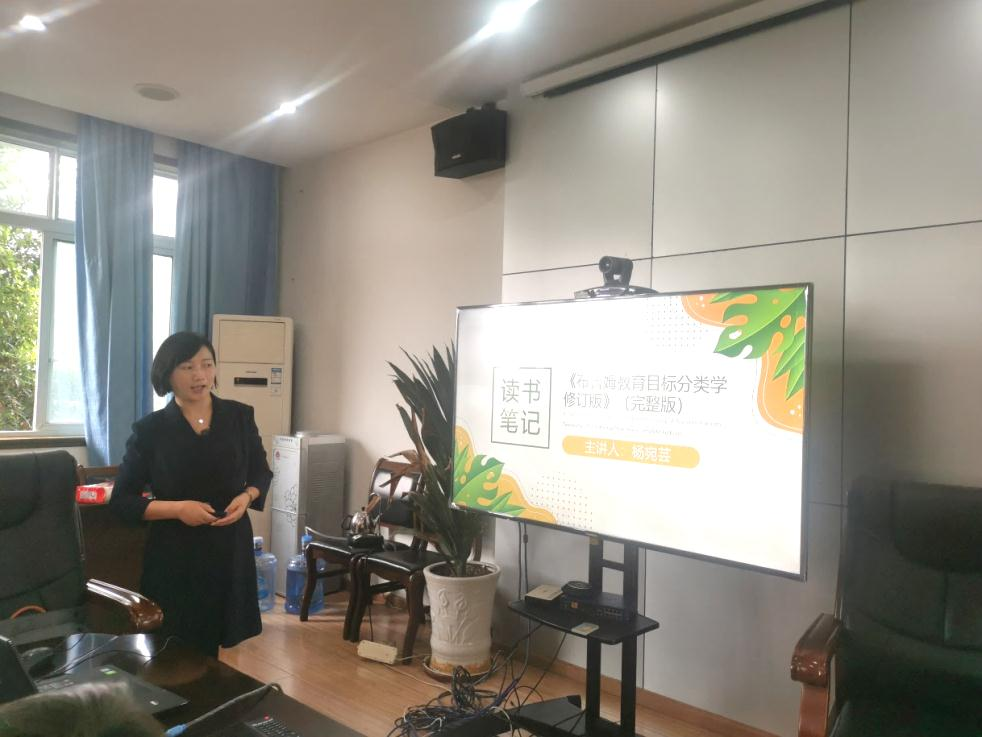 读书
笔记
《布鲁姆教育目标分类学
修订版》（完整版）
主讲人：杨宛芸